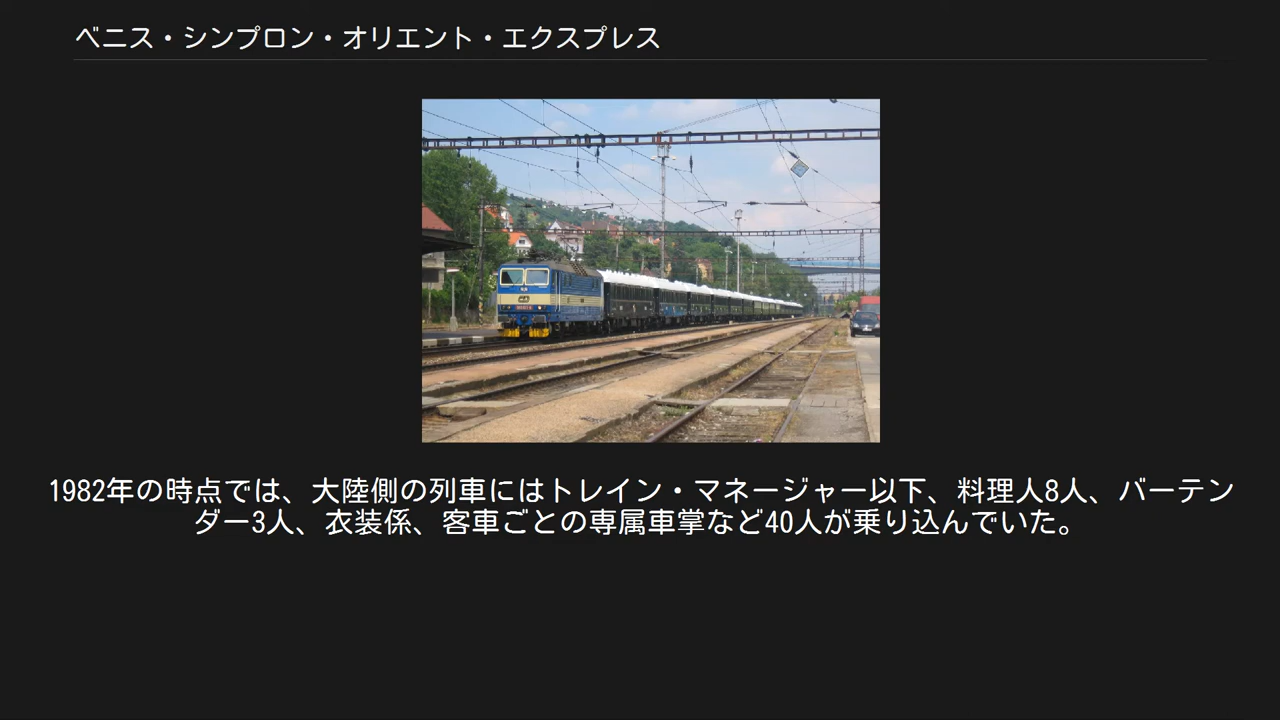 ベニス・シンプロン・オリエント・エクスプレス
1982年の時点では、大陸側の列車にはトレイン・マネージャー以下、料理人8人、バーテン
ダー3人、衣装係、客車ごとの専属車掌など40人が乗り込んでいた。